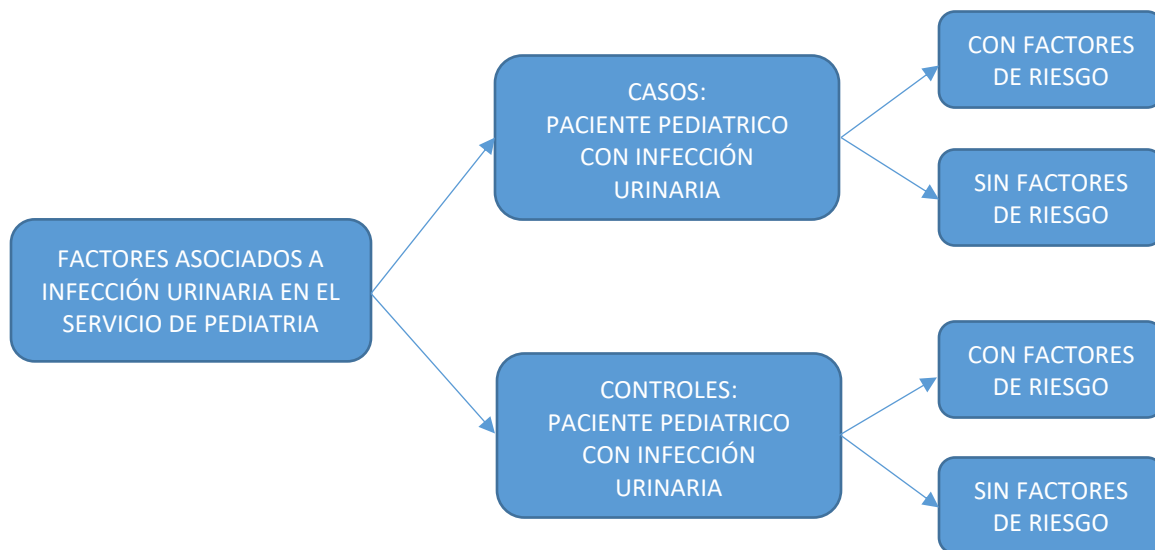 FACTORES ASOCIADOS A
INFECCIÓN URINARIA EN EL
SERVICIO DE PEDIATRIA
CASOS:
PACIENTE PEDIATRICO
CON INFECCIÓN
URINARIA
CON FACTORES
DE RIESGO
SIN FACTORES
DE RIESGO
CONTROLES:
PACIENTE PEDIATRICO
CON INFECCIÓN
URINARIA
CON FACTORES
DE RIESGO
SIN FACTORES
DE RIESGO